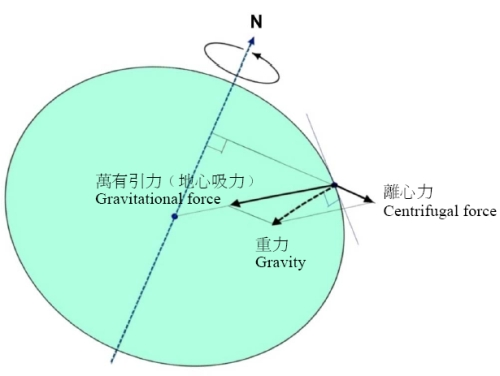 N
萬有引力（地心吸力）
Gravitational force
離心力
Centrifugal force
重力
Gravity